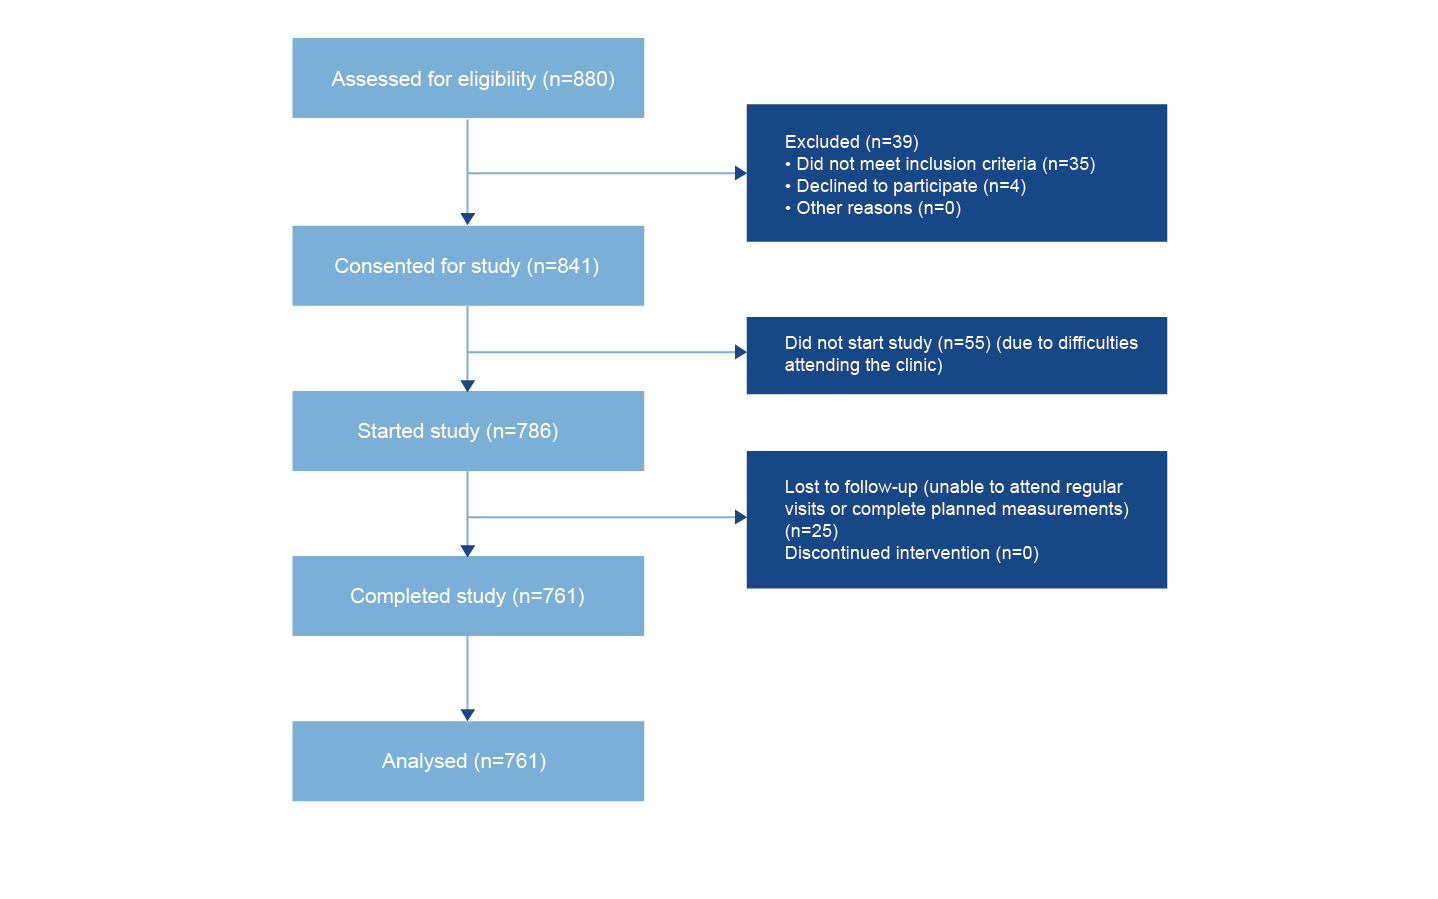 Assessed for eligibility (n=880)
Excluded (n=39)
• Did not meet inclusion criteria (n=35)
• Declined to participate (n=4)
• Other reasons (n=0)
Consented for study (n=841)
Did not start study (n=55) (due to difficulties
attending the clinic)
Started study (n=786)
Lost to follow-up (unable to attend regular
visits or complete planned measurements)
(n=25)
Discontinued intervention (n=0)
Completed study (n=761)
Analysed (n=761)